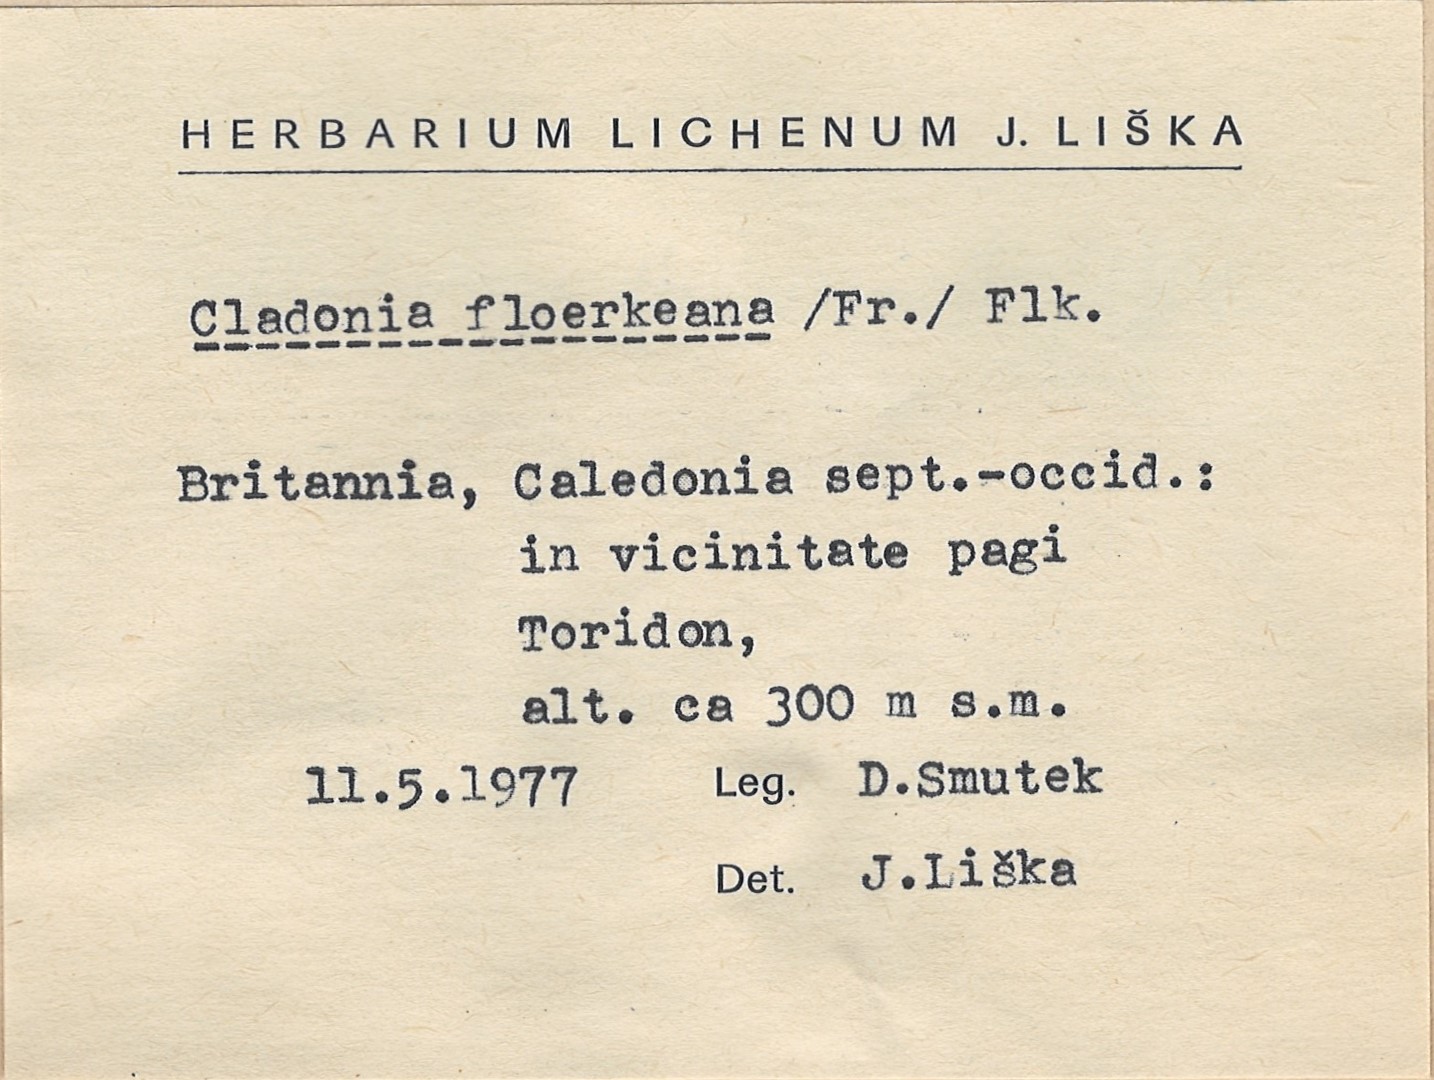 HERBARIUM LICHENUM J. LIŠKA
Cladonia floerkeana /Fr./ Flk.
Britannia, Caledonia sept.-occid.:
in vicinitate pagi
Toridon,
alt. ca 300 m s.m.
11.5.1977 Leg. D.Smutek
Det. J.Liška